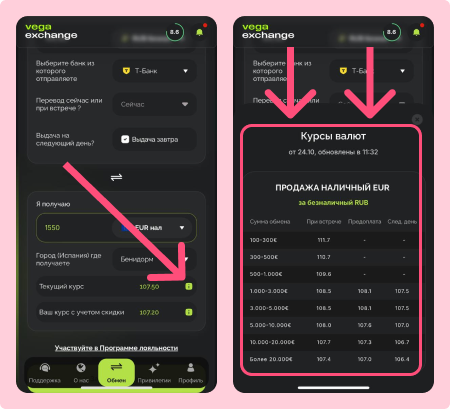 vega
exchange
8.6
Выберите банк из
которого
отправляете
Т-Банк
Перевод сейчас или
при встрече ?
Сейчас
Выдача на
следующий день?
Выдача завтра
Я получаю
1550
EUR нал
Город (Испания) где
получаете
Бенидорм
Текущий курс
107.50
Ваш курс с учетом скидки
107.20
Участвуйте в Программе лояльности
Поддержка
О нас
Обмен
Привилегии
Профиль
vega
exchange
8.6
Выберите банк из
которого
отправляете
Т-Банк
Перевод сейчас или
Сейчас
Курсы валют
от 24.10, обновлены в 11:32
ПРОДАЖА НАЛИЧНЫЙ EUR
за безналичный RUB
Сумма обмена При встрече Предоплата След. день
100-300€ 111.7 - -
300-500€ 110.7 - -
500-1.000€ 109.6 - -
1.000-3.000€ 108.5 108.1 107.5
3.000-5.000€ 108.5 108.1 107.5
5.000-10.000€ 108.0 107.6 107.0
10.000-20.000€ 107.7 107.3 106.7
Более 20.000€ 107.4 107.0 106.4